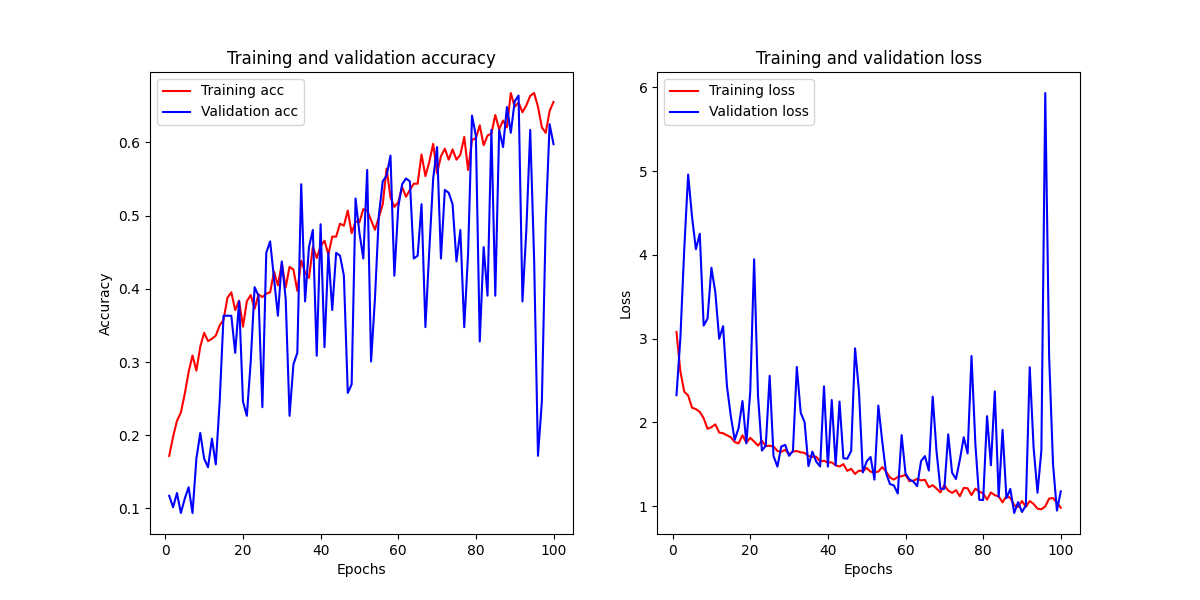 Training and validation accuracy
Training acc
Validation acc
0.6
0.5
0.4
0.3
0.2
0.1
Accuracy
0 20 40 60 80 100
Epochs
Training and validation loss
Training loss
Validation loss
6
5
4
3
2
1
Loss
0 20 40 60 80 100
Epochs